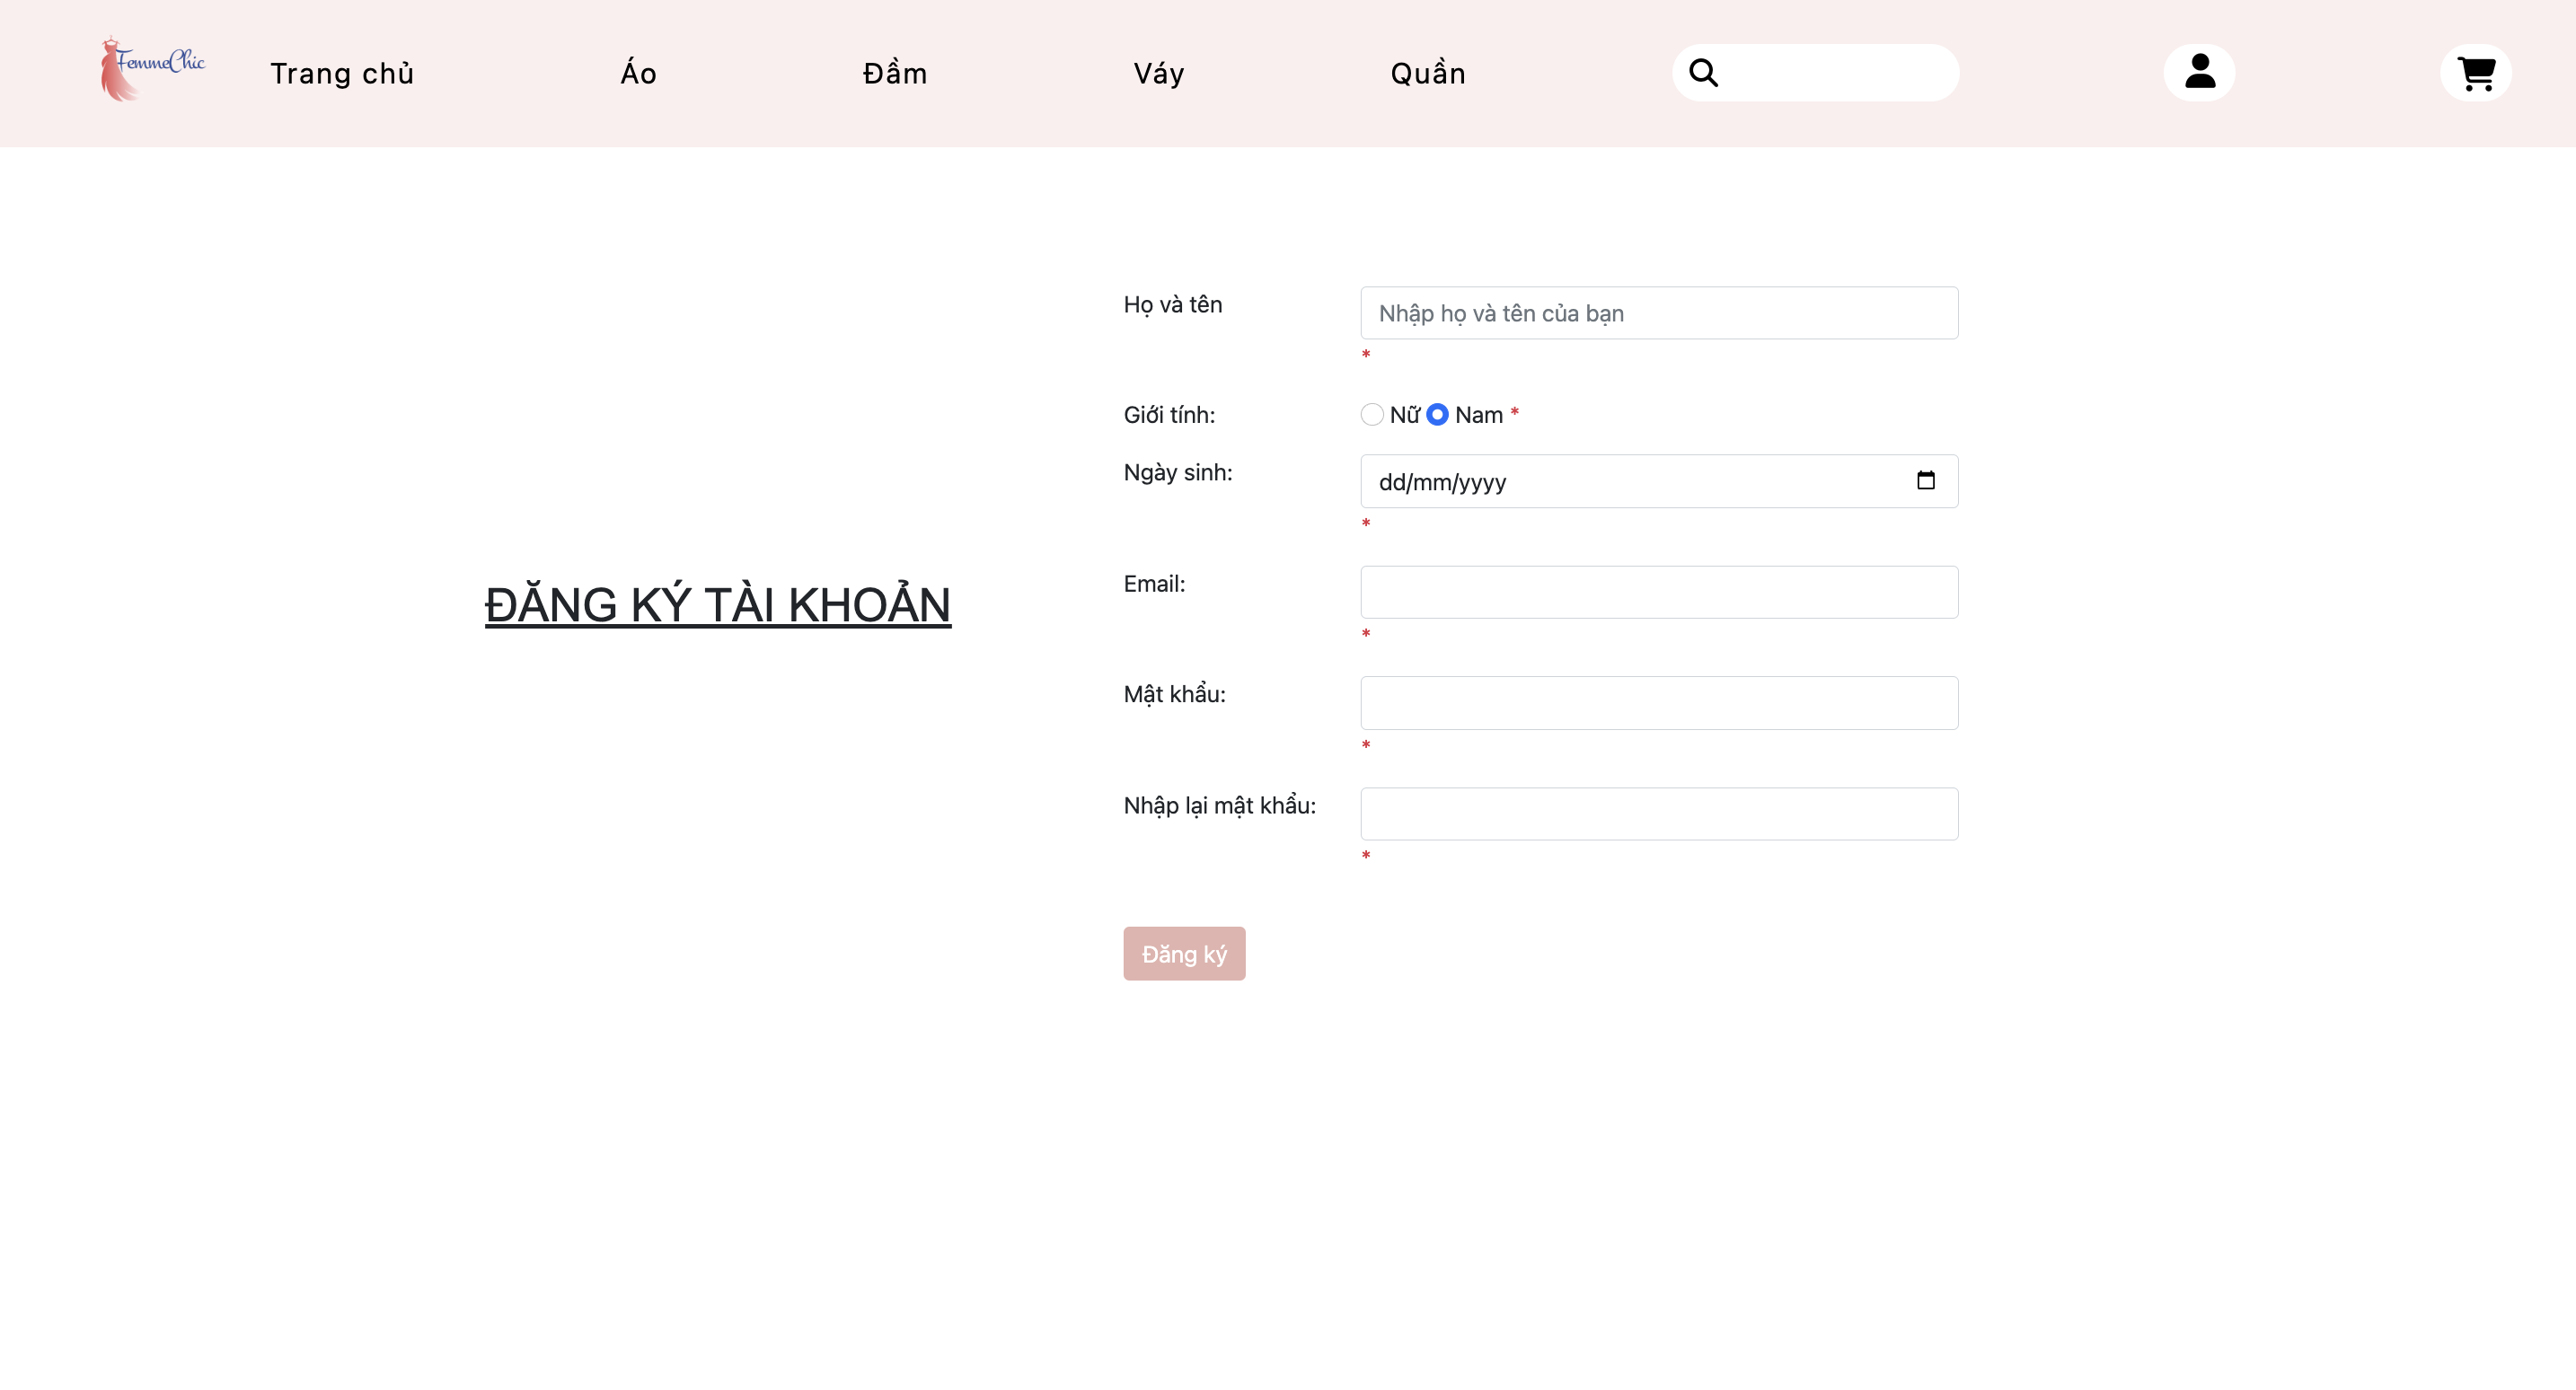 FemmeChic
Trang chủ
Áo
Đầm
Váy
Quần
ĐĂNG KÝ TÀI KHOẢN
Họ và tên
Nhập họ và tên của bạn
*
Giới tính:
Nữ Nam *
Ngày sinh:
dd/mm/yyyy
*
Email:
*
Mật khẩu:
*
Nhập lại mật khẩu:
*
Đăng ký